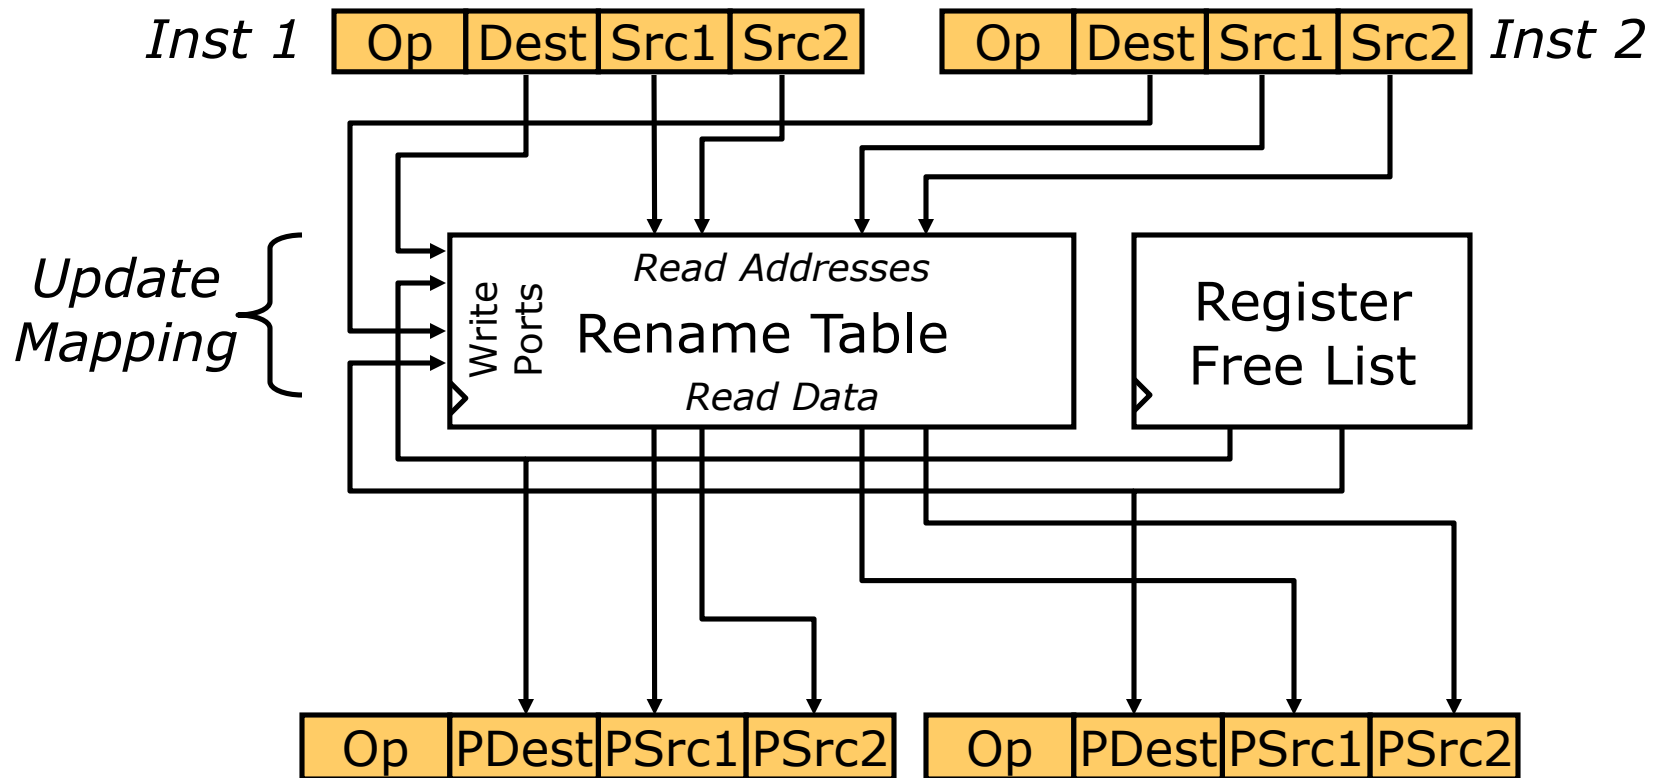 Inst 1
Op Dest Src1 Src2
Op Dest Src1 Src2
Inst 2
Update
Mapping
Write
Ports
Read Addresses
Rename Table
Read Data
Register
Free List
Op PDest PSrc1 PSrc2
Op PDest PSrc1 PSrc2